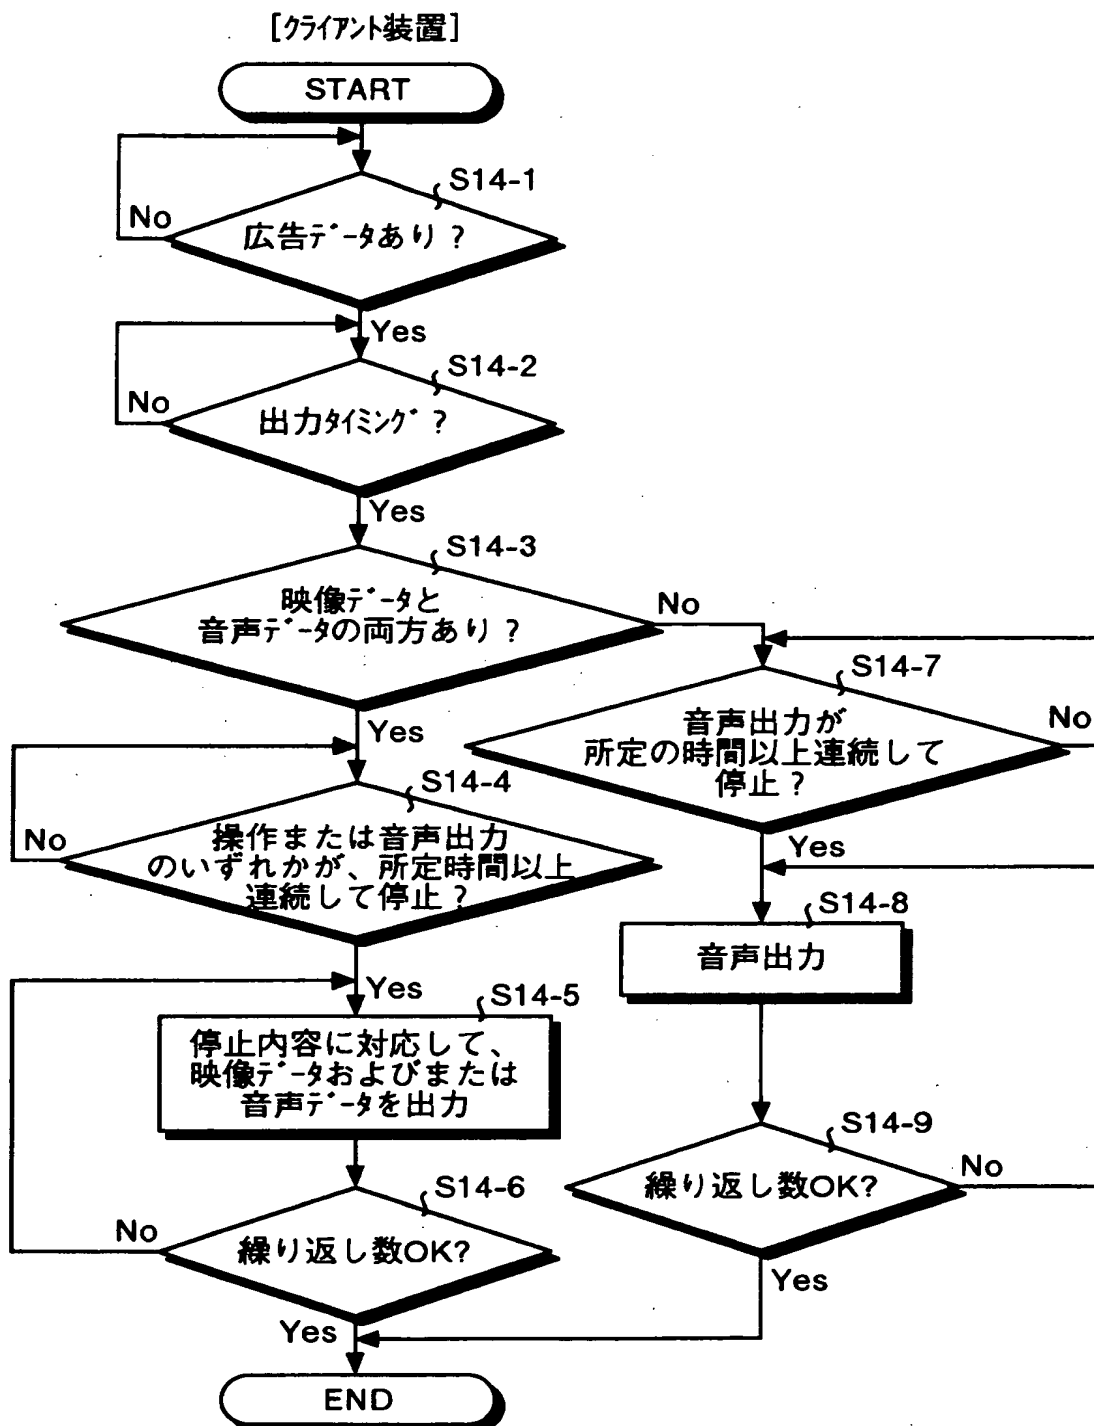 [クライアント装置]
START
S14-1
No
広告データあり？
Yes
S14-2
No
出力タイミング？
Yes
S14-3
映像データと
音声データの両方あり？
No
Yes
S14-7
音声出力が
所定の時間以上連続して
停止？
No
Yes
S14-4
操作または音声出力
のいずれかが、所定時間以上
連続して停止？
No
Yes
S14-8
音声出力
S14-5
停止内容に対応して、
映像データおよびまたは
音声データを出力
S14-9
繰り返し数OK?
No
Yes
S14-6
繰り返し数OK?
No
Yes
END